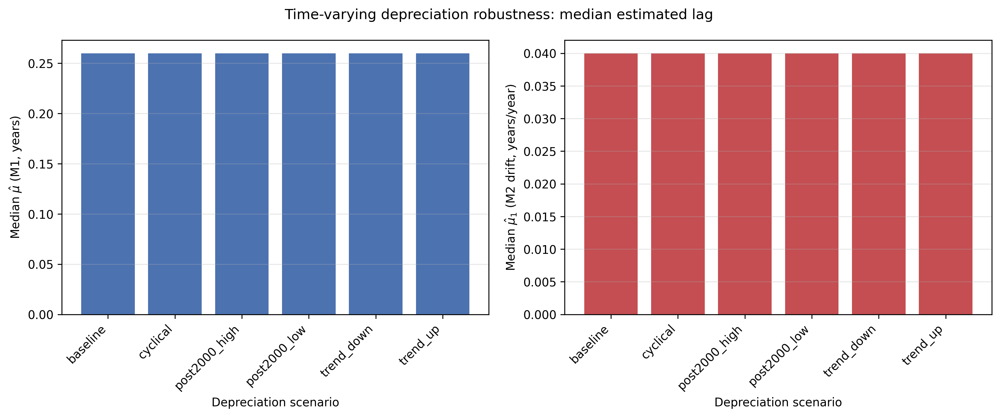 Time-varying depreciation robustness: median estimated lag
Median μ̂ (M1, years)
0.25
0.20
0.15
0.10
0.05
0.00
baseline
cyclical
post2000_high
post2000_low
trend_down
trend_up
Depreciation scenario
Median μ̂₁ (M2 drift, years/year)
0.040
0.035
0.030
0.025
0.020
0.015
0.010
0.005
0.000
baseline
cyclical
post2000_high
post2000_low
trend_down
trend_up
Depreciation scenario